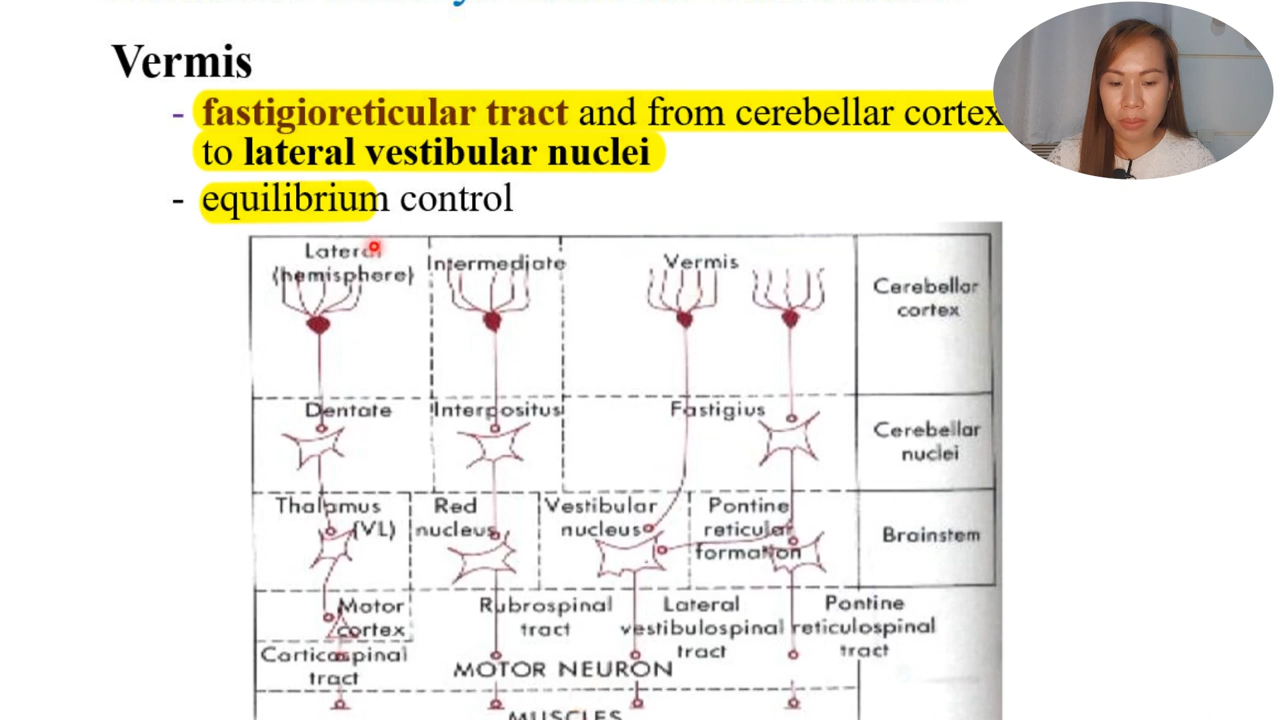 Vermis
- fastigioreticular tract and from cerebellar cortex
to lateral vestibular nuclei
- equilibrium control
Lateral Intermediate Vermis Cerebellar
(hemisphere) cortex
Dentate Interpositus Fastigius Cerebellar
nuclei
Thalamus Red Vestibular Pontine
(VL) nucleus nucleus reticular Brainstem
formation
Motor Rubrospinal Lateral Pontine
cortex tract vestibulospinal reticulospinal
Corticospinal tract tract
tract MOTOR NEURON
MUSCLES